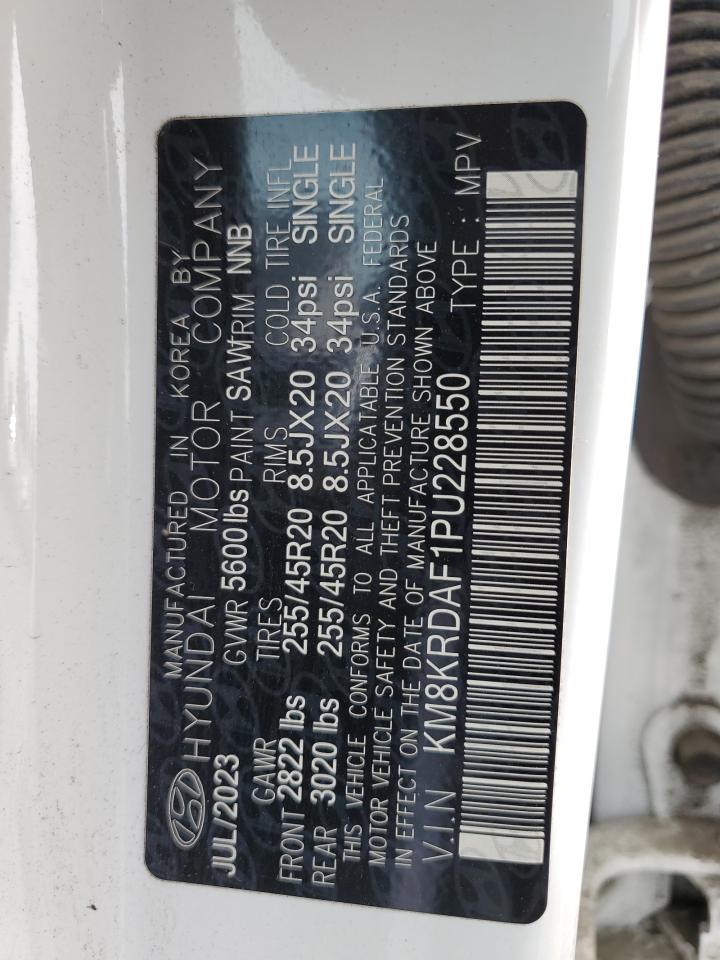 MANUFACTURED IN KOREA BY
HYUNDAI MOTOR COMPANY
JUL/2023 GVWR 5600 lbs PAINT SAW TRIM NNB
GAWR TIRES RIMS COLD TIRE INFL
FRONT 2822 lbs 255/45R20 8.5JX20 34psi SINGLE
REAR 3020 lbs 255/45R20 8.5JX20 34psi SINGLE
THIS VEHICLE CONFORMS TO ALL APPLICATABLE U.S.A. FEDERAL
MOTOR VEHICLE SAFETY AND THEFT PREVENTION STANDARDS
IN EFFECT ON THE DATE OF MANUFACTURE SHOWN ABOVE
V.I.N KM8KRDAF1PU228550 TYPE : MPV